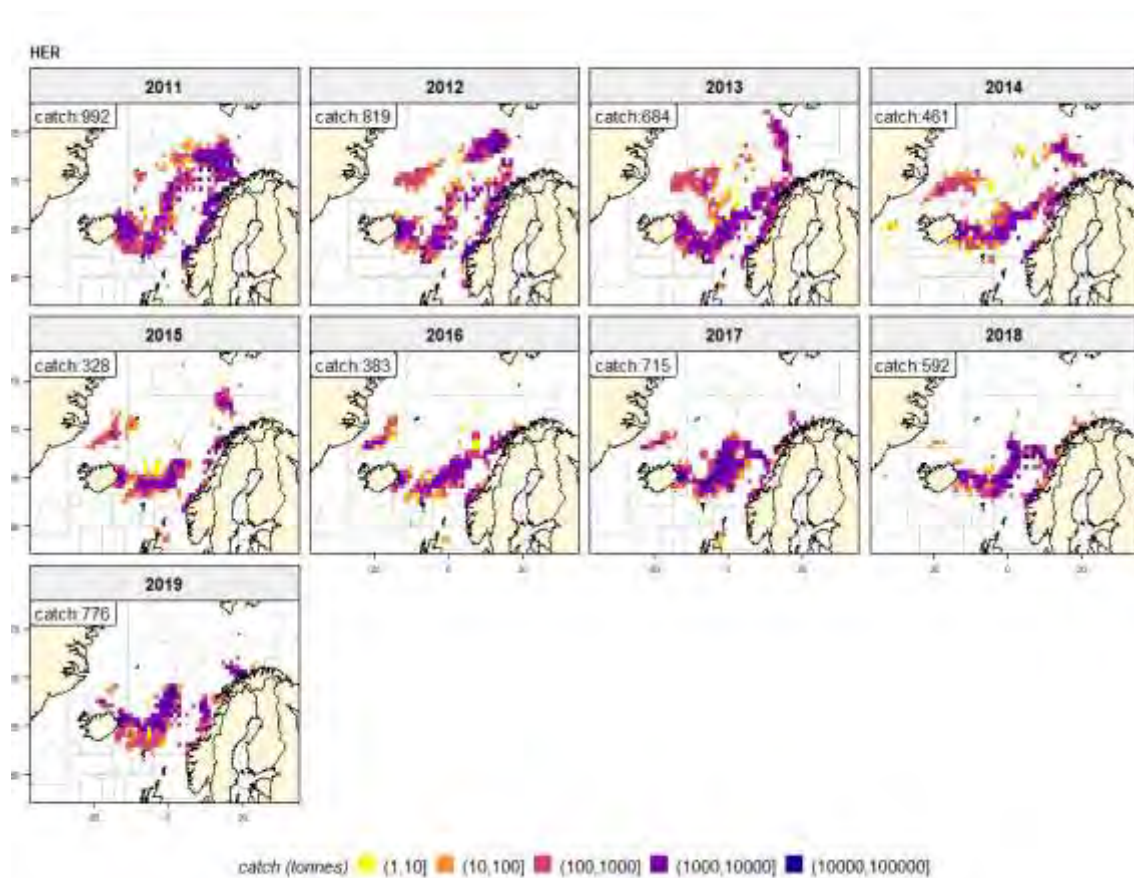 HER
2011 2012 2013 2014
catch:992 catch:819 catch:684 catch:461
2015 2016 2017 2018
catch:328 catch:383 catch:715 catch:592
2019
catch:776
catch (tonnes) (1,10] (10,100] (100,1000] (1000,10000] (10000,100000]